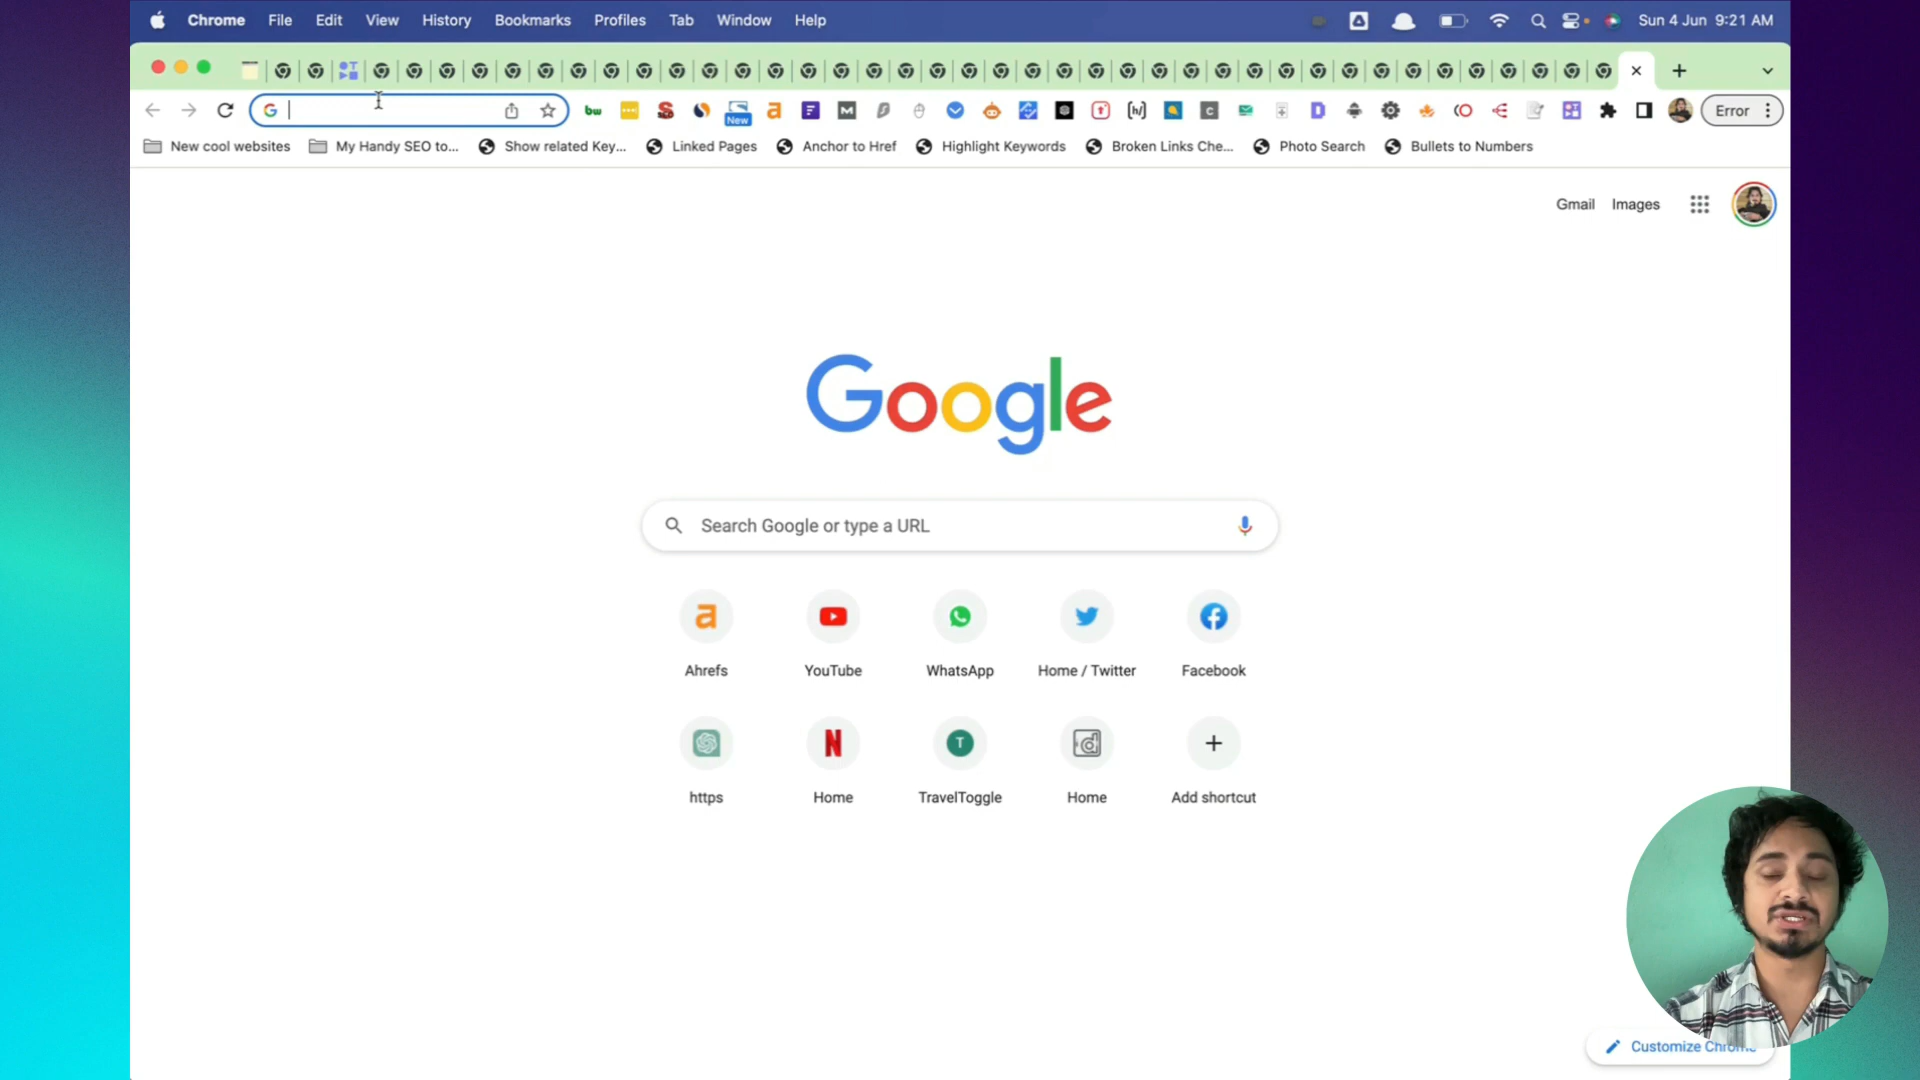 Chrome File Edit View History Bookmarks Profiles Tab Window Help Sun 4 Jun 9:21 AM
New Error
New cool websites My Handy SEO to... Show related Key... Linked Pages Anchor to Href Highlight Keywords Broken Links Che... Photo Search Bullets to Numbers
Gmail Images
Google
Search Google or type a URL
Ahrefs YouTube WhatsApp Home / Twitter Facebook
https Home TravelToggle Home Add shortcut
Customize Chrome